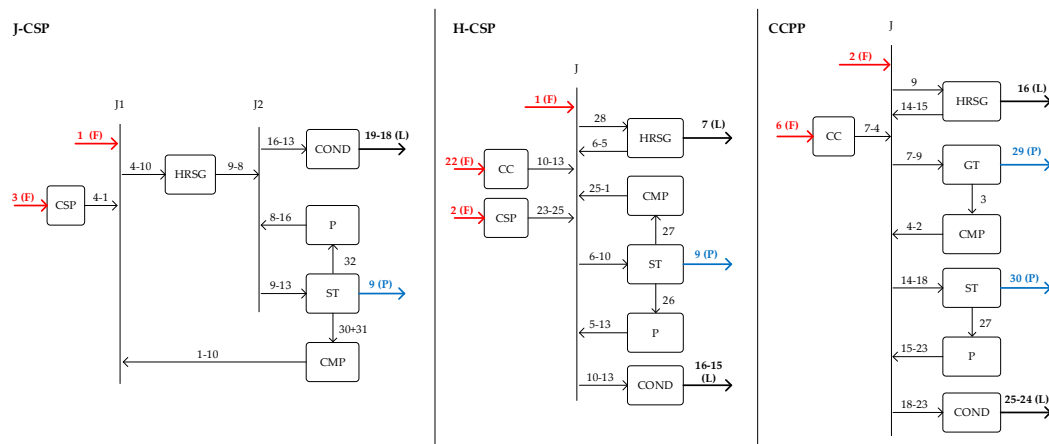 J-CSP
J1
J2
1 (F)
3 (F)
CSP
4-1
4-10
HRSG
9-8
16-13
COND
19-18 (L)
8-16
P
32
9-13
ST
9 (P)
30+31
1-10
CMP
H-CSP
J
1 (F)
28
6-5
HRSG
7 (L)
22 (F)
CC
10-13
25-1
CMP
2 (F)
CSP
23-25
27
6-10
ST
9 (P)
26
5-13
P
10-13
COND
16-15
(L)
CCPP
J
2 (F)
9
14-15
HRSG
16 (L)
6 (F)
CC
7-4
7-9
GT
29 (P)
3
4-2
CMP
14-18
ST
30 (P)
27
15-23
P
18-23
COND
25-24 (L)